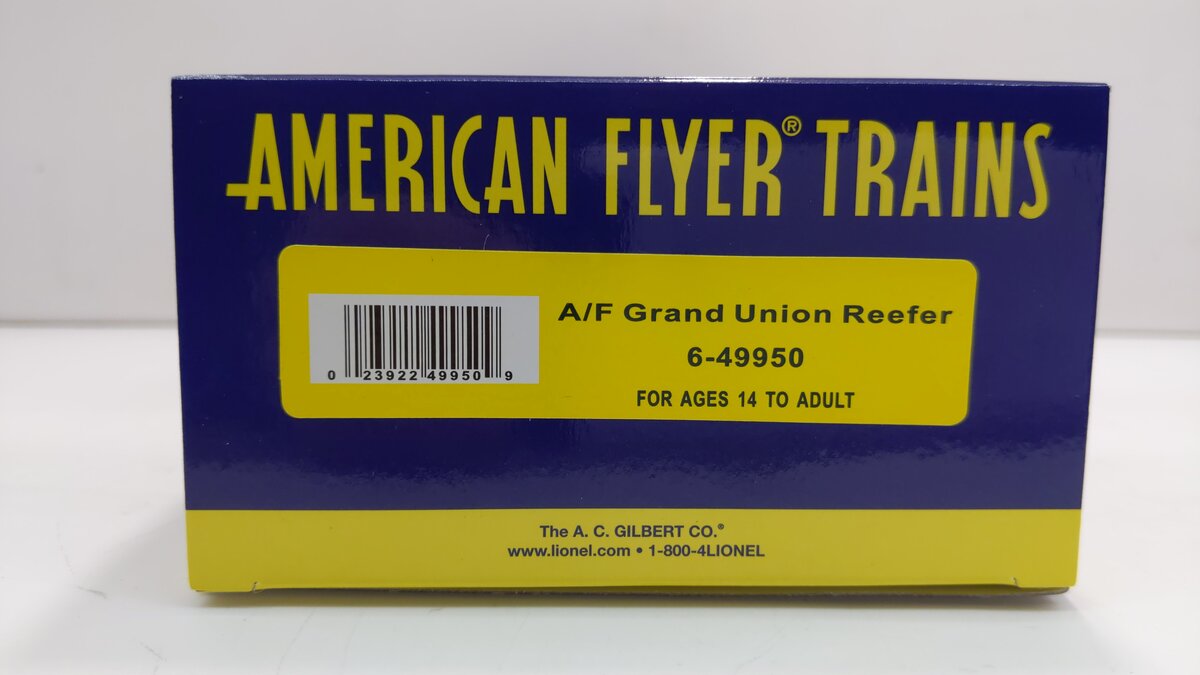 AMERICAN FLYER® TRAINS
A/F Grand Union Reefer
6-49950
FOR AGES 14 TO ADULT
0 23922 49950 9
The A. C. GILBERT CO.®
www.lionel.com • 1-800-4LIONEL